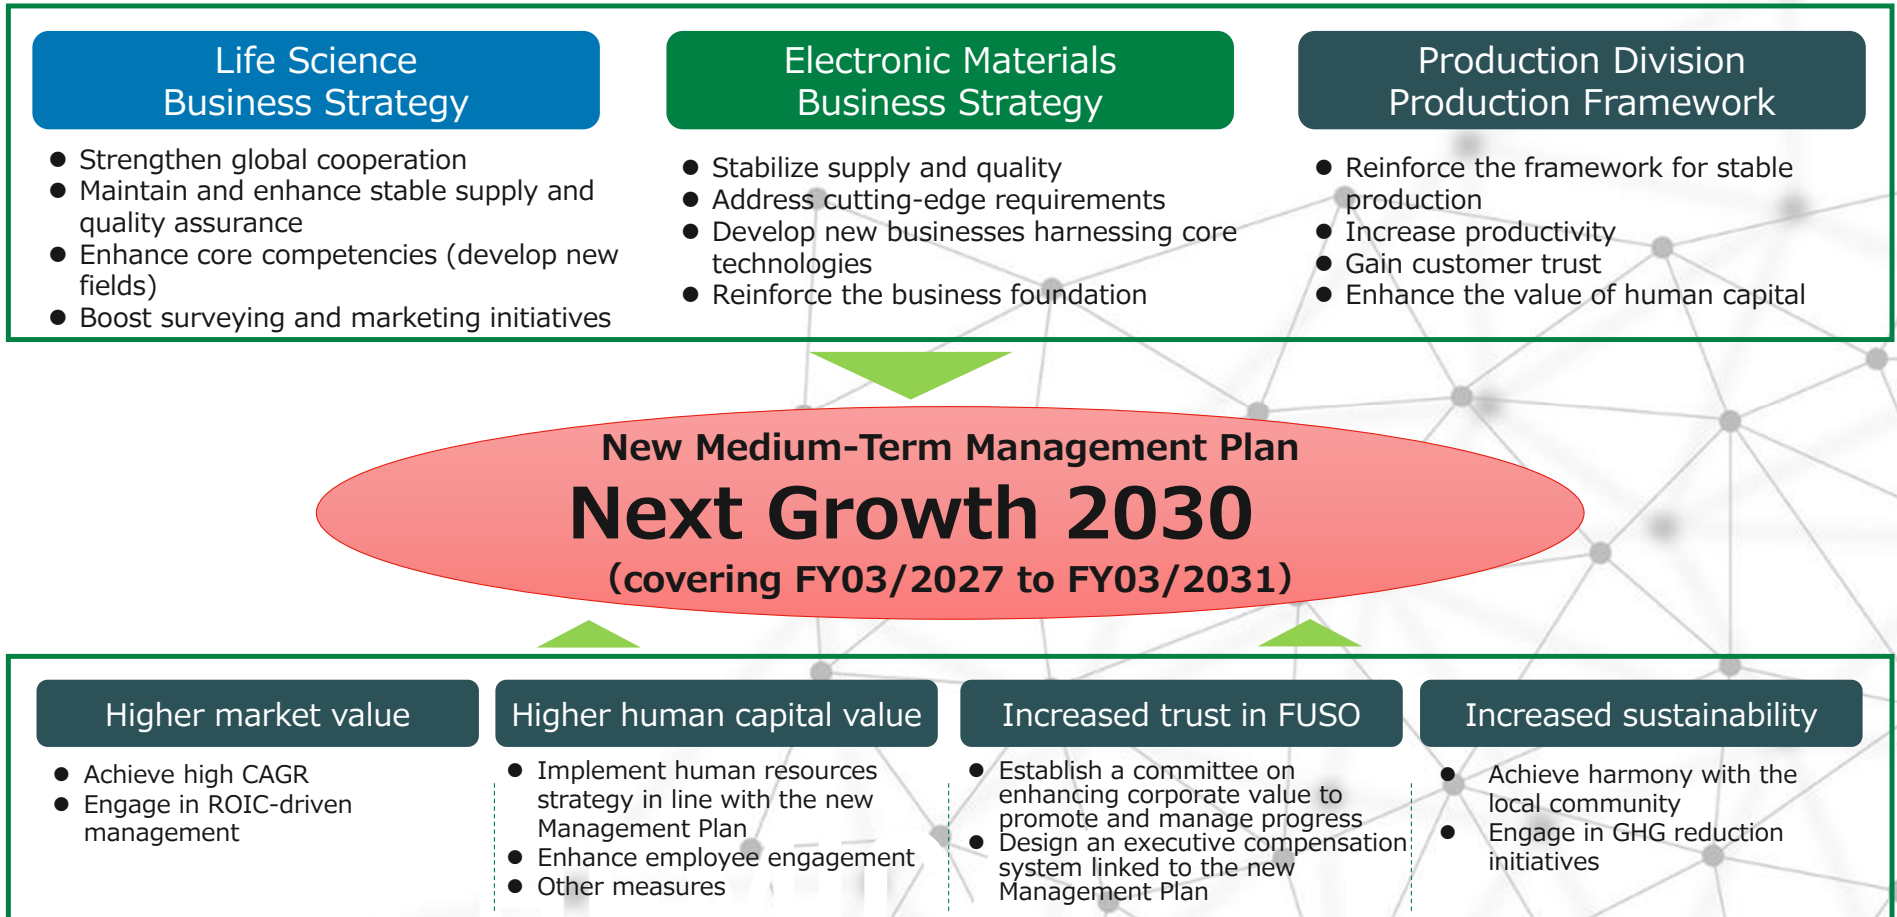 Life Science
Business Strategy
● Strengthen global cooperation
● Maintain and enhance stable supply and
quality assurance
● Enhance core competencies (develop new
fields)
● Boost surveying and marketing initiatives
Electronic Materials
Business Strategy
● Stabilize supply and quality
● Address cutting-edge requirements
● Develop new businesses harnessing core
technologies
● Reinforce the business foundation
Production Division
Production Framework
● Reinforce the framework for stable
production
● Increase productivity
● Gain customer trust
● Enhance the value of human capital
New Medium-Term Management Plan
Next Growth 2030
(covering FY03/2027 to FY03/2031)
Higher market value
● Achieve high CAGR
● Engage in ROIC-driven
management
Higher human capital value
● Implement human resources
strategy in line with the new
Management Plan
● Enhance employee engagement
● Other measures
Increased trust in FUSO
● Establish a committee on
enhancing corporate value to
promote and manage progress
● Design an executive compensation
system linked to the new
Management Plan
Increased sustainability
● Achieve harmony with the
local community
● Engage in GHG reduction
initiatives